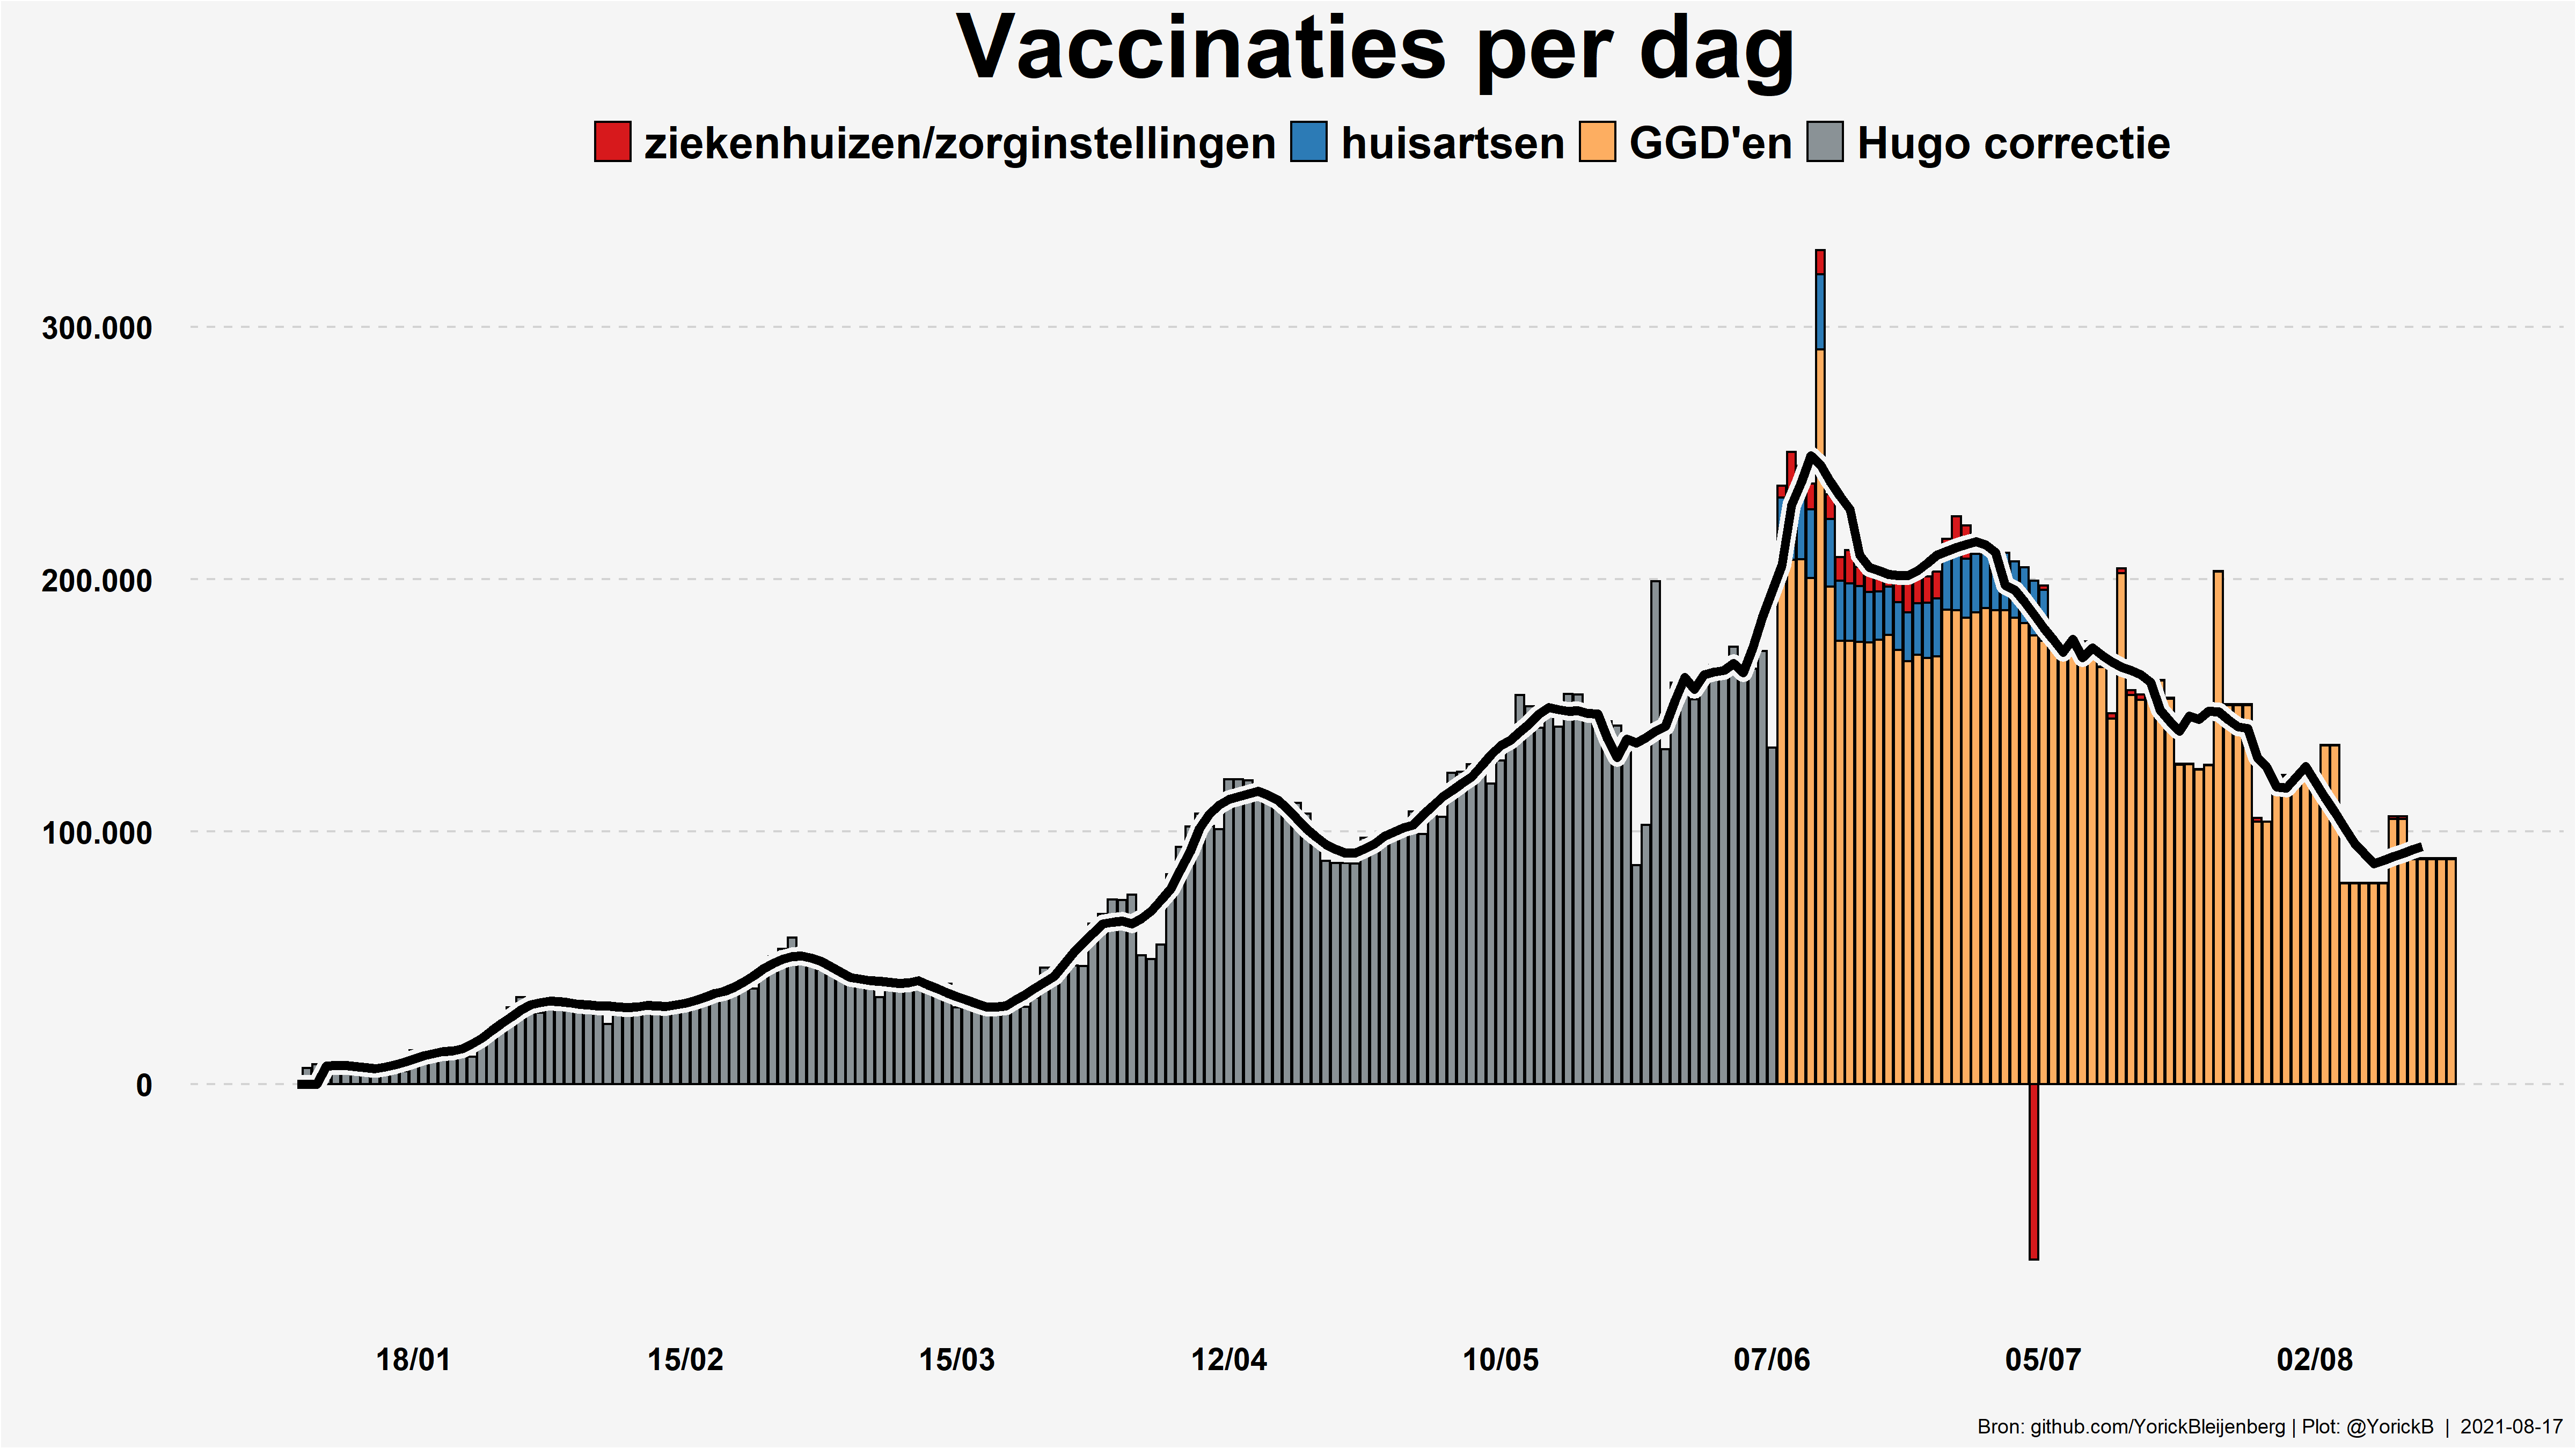 Vaccinaties per dag
ziekenhuizen/zorginstellingen huisartsen GGD'en Hugo correctie
300.000
200.000
100.000
0
18/01 15/02 15/03 12/04 10/05 07/06 05/07 02/08
Bron: github.com/YorickBleijenberg | Plot: @YorickB | 2021-08-17